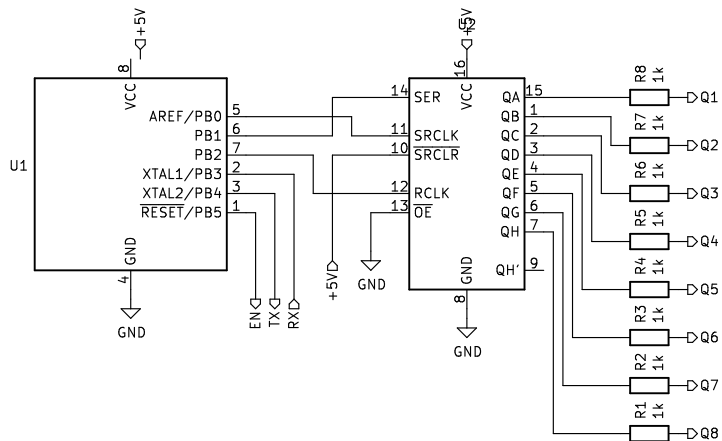 +5V
U2
+5V
8
VCC
U1
AREF/PB0
5
PB1
6
PB2
7
XTAL1/PB3
2
XTAL2/PB4
3
RESET/PB5
1
GND
4
GND
EN
TX
RX
+5V
GND
16
VCC
14
SER
11
SRCLK
10
SRCLR
12
RCLK
13
OE
QA
15
QB
1
QC
2
QD
3
QE
4
QF
5
QG
6
QH
7
QH'
9
GND
8
GND
R8
1k
Q1
R7
1k
Q2
R6
1k
Q3
R5
1k
Q4
R4
1k
Q5
R3
1k
Q6
R2
1k
Q7
R1
1k
Q8